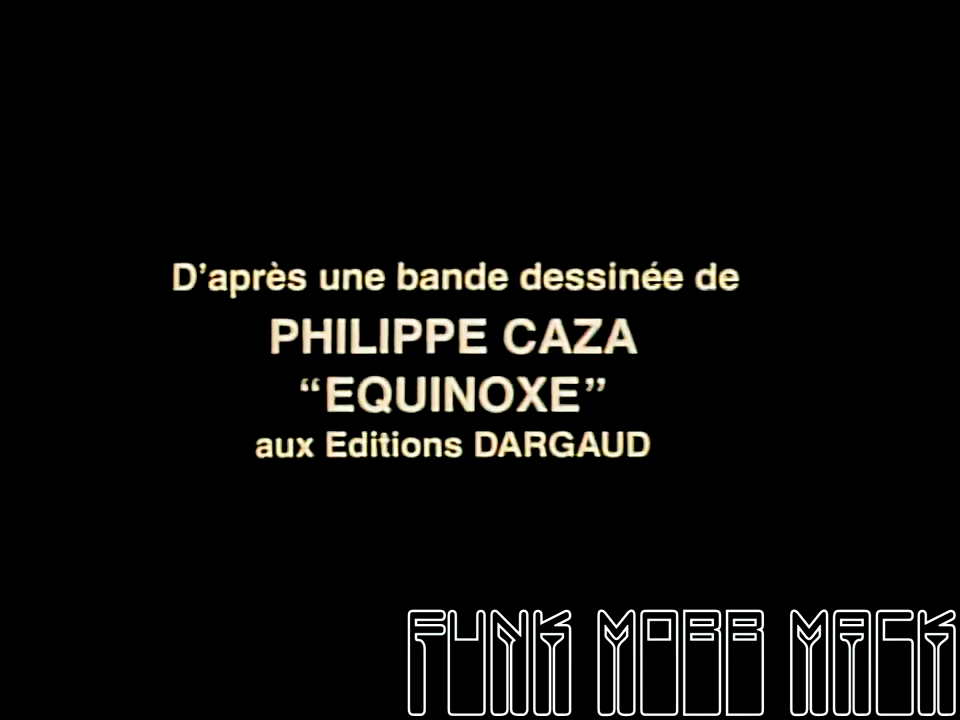 D’après une bande dessinée de
PHILIPPE CAZA
“EQUINOXE”
aux Editions DARGAUD
FUNK MOBB MACK